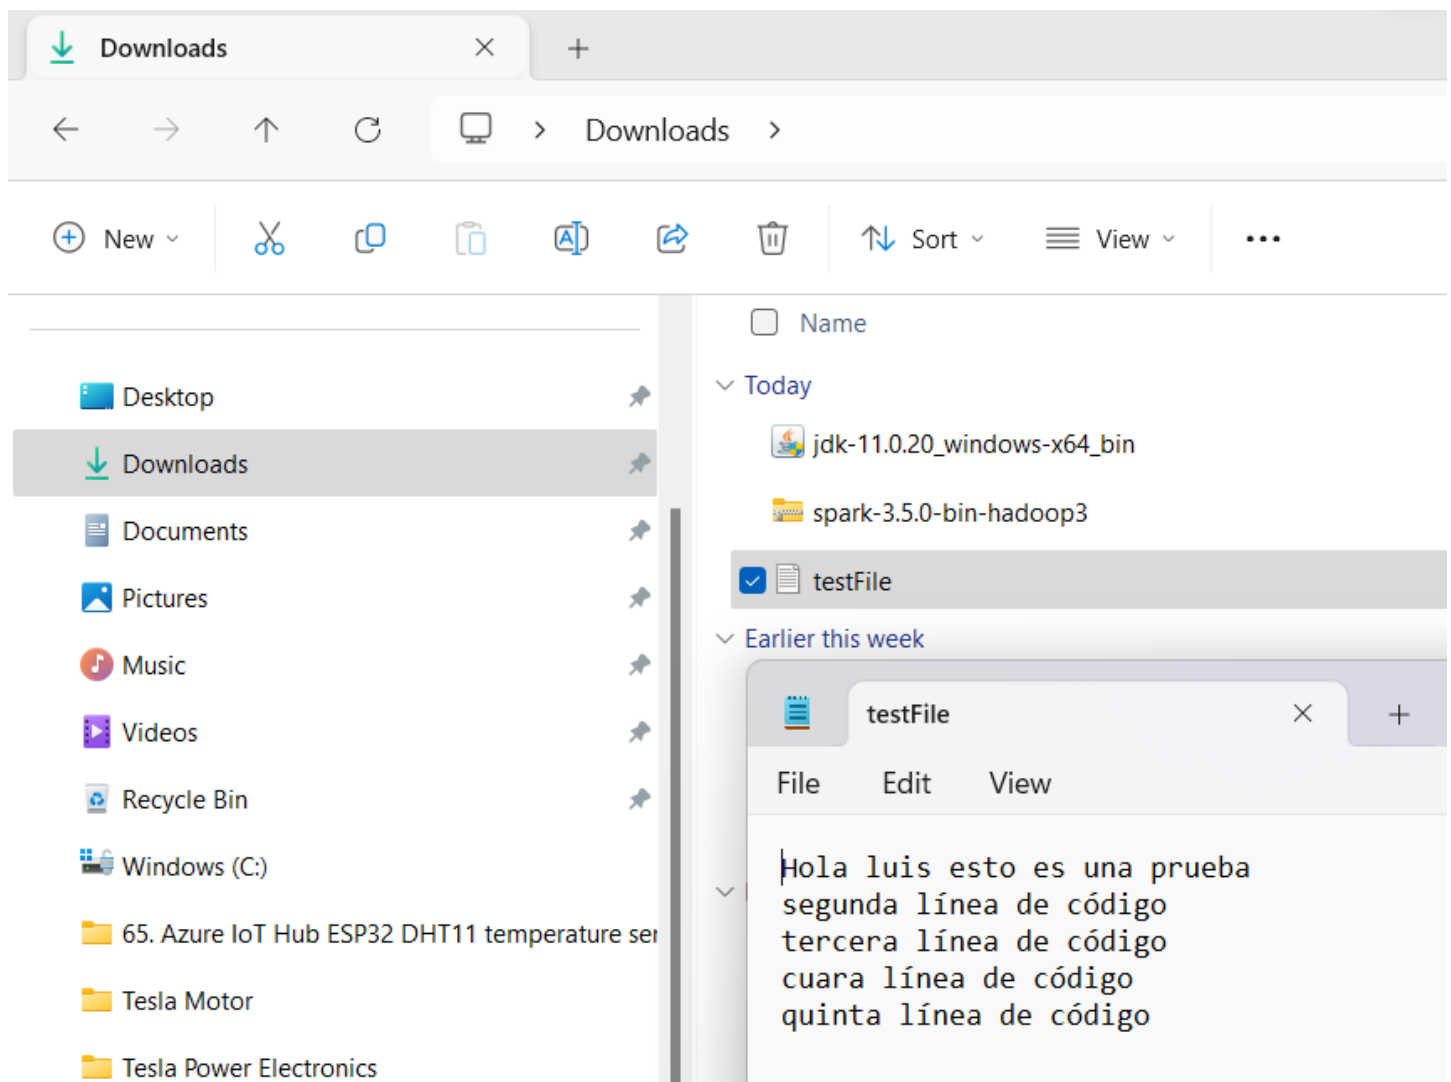 Downloads
Downloads
New
Sort
View
Name
Desktop
Downloads
Documents
Pictures
Music
Videos
Recycle Bin
Windows (C:)
65. Azure IoT Hub ESP32 DHT11 temperature ser
Tesla Motor
Tesla Power Electronics
Today
jdk-11.0.20_windows-x64_bin
spark-3.5.0-bin-hadoop3
testFile
Earlier this week
testFile
File Edit View
Hola luis esto es una prueba
segunda línea de código
tercera línea de código
cuara línea de código
quinta línea de código